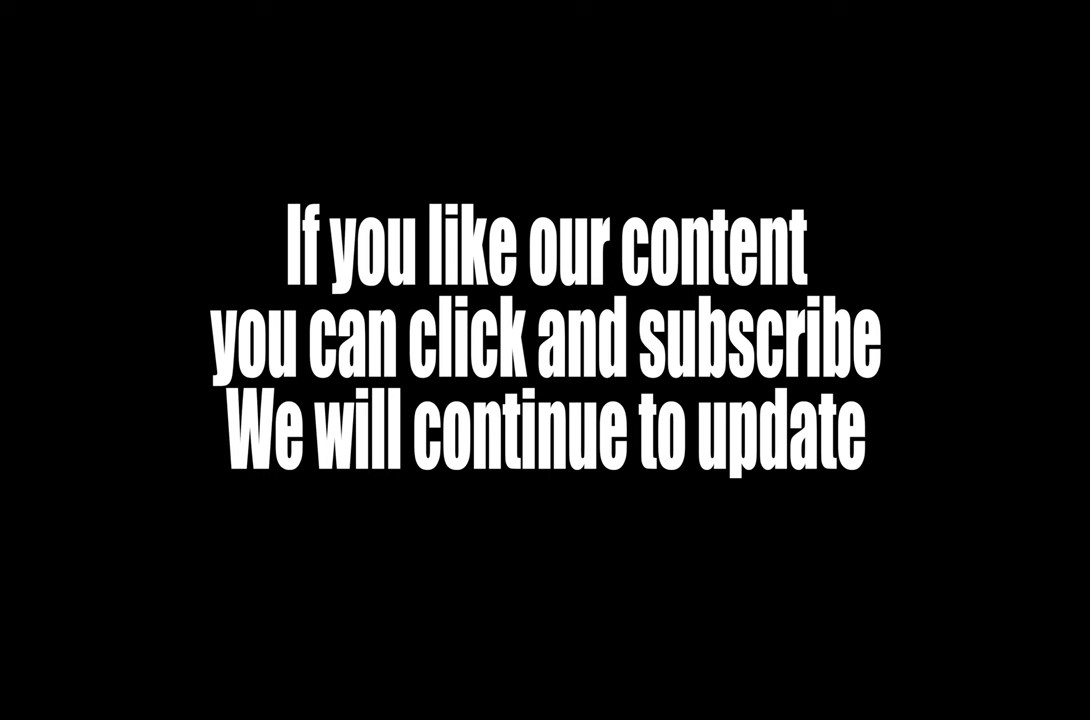 If you like our content
you can click and subscribe
We will continue to update